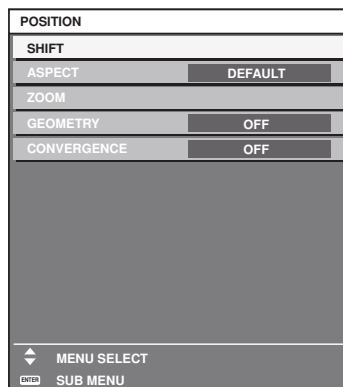 POSITION
SHIFT
ASPECT DEFAULT
ZOOM
GEOMETRY OFF
CONVERGENCE OFF
MENU SELECT
ENTER SUB MENU